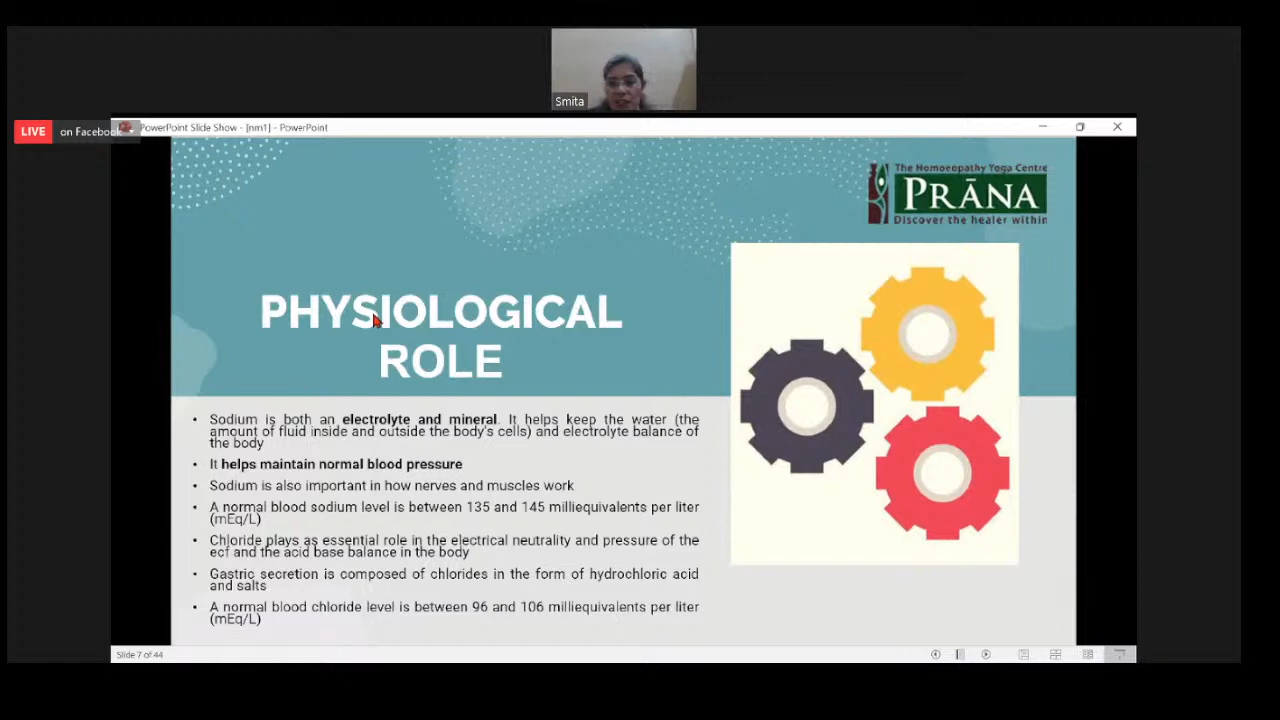 Smita
LIVE on Facebook
PowerPoint Slide Show - [nm1] - PowerPoint
The Homoeopathy Yoga Centre
PRĀNA
Discover the healer within
PHYSIOLOGICAL
ROLE
• Sodium is both an electrolyte and mineral. It helps keep the water (the
amount of fluid inside and outside the body's cells) and electrolyte balance of
the body
• It helps maintain normal blood pressure
• Sodium is also important in how nerves and muscles work
• A normal blood sodium level is between 135 and 145 milliequivalents per liter
(mEq/L)
• Chloride plays as essential role in the electrical neutrality and pressure of the
ecf and the acid base balance in the body
• Gastric secretion is composed of chlorides in the form of hydrochloric acid
and salts
• A normal blood chloride level is between 96 and 106 milliequivalents per liter
(mEq/L)
Slide 7 of 44